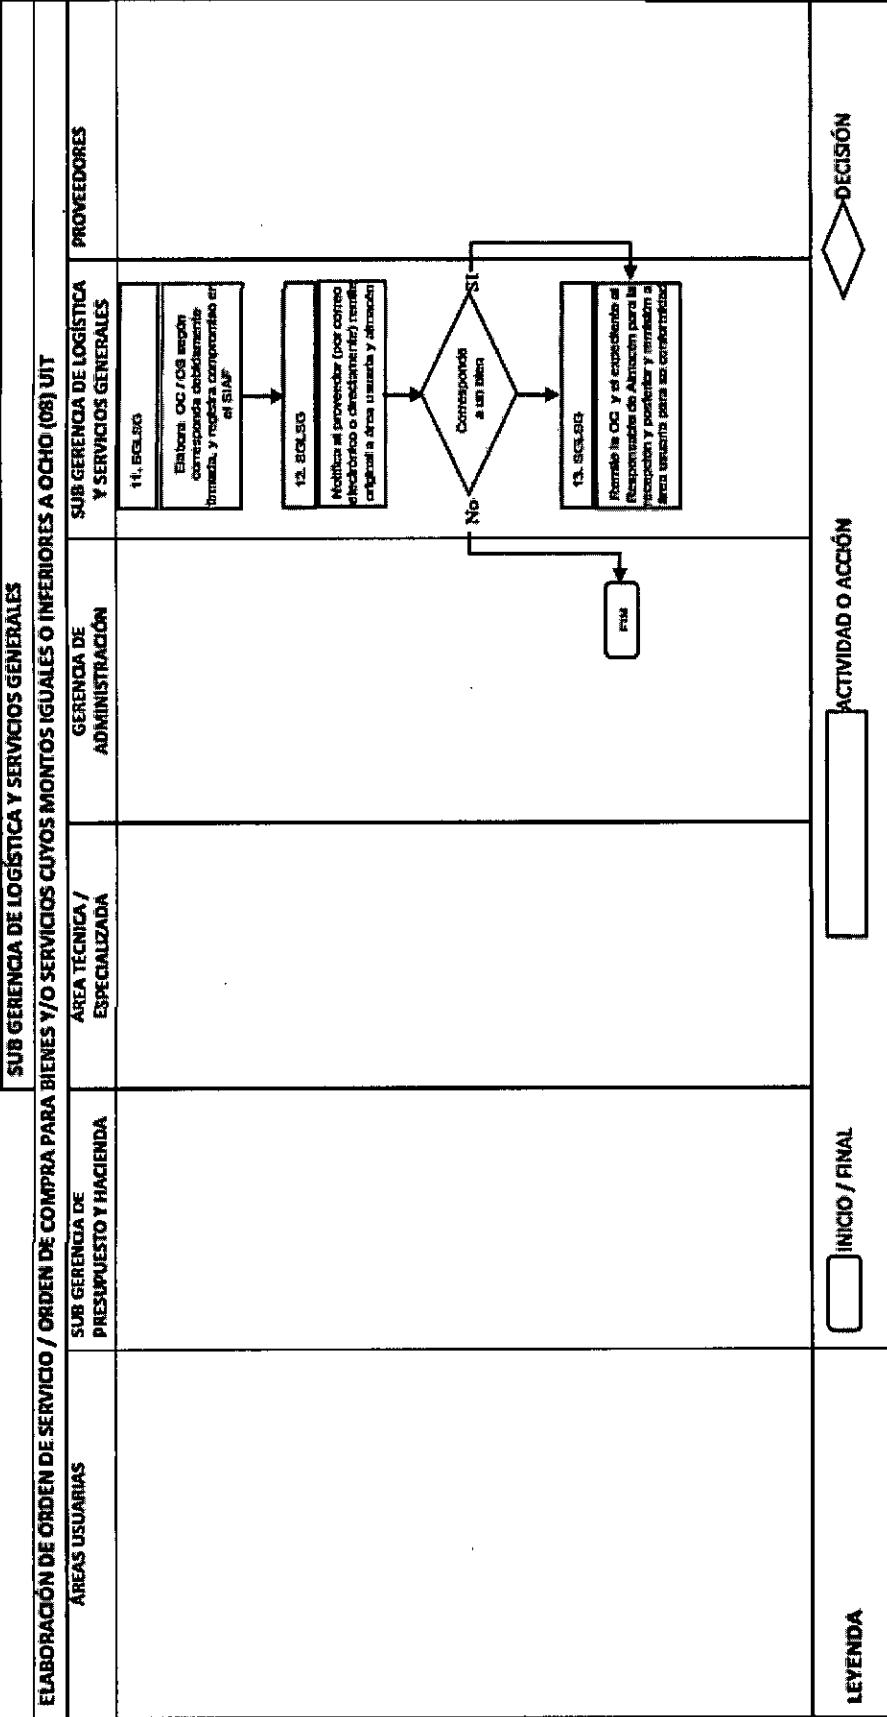 SUB GERENCIA DE LOGÍSTICA Y SERVICIOS GENERALES
ELABORACIÓN DE ORDEN DE SERVICIO / ORDEN DE COMPRA PARA BIENES Y/O SERVICIOS CUYOS MONTOS IGUALES O INFERIORES A OCHO (08) UIT
ÁREAS USUARIAS
SUB GERENCIA DE
PRESUPUESTO Y HACIENDA
ÁREA TÉCNICA /
ESPECIALIZADA
GERENCIA DE
ADMINISTRACIÓN
SUB GERENCIA DE LOGÍSTICA
Y SERVICIOS GENERALES
PROVEEDORES
11. SGLSG
Elabora OC / OS según
corresponda debidamente
firmada, y registra compromiso en
el SIAF
12. SGLSG
Notifica al proveedor (por correo
electrónico o directamente) remite
original a área usuaria y almacén
Corresponde
a un bien
No
SI
13. SGLSG
Remite la OC y el expediente al
Responsable de Almacén para la
recepción y posterior y remisión a
área usuaria para su conformidad
FIN
LEYENDA
INICIO / FINAL
ACTIVIDAD O ACCIÓN
DECISIÓN